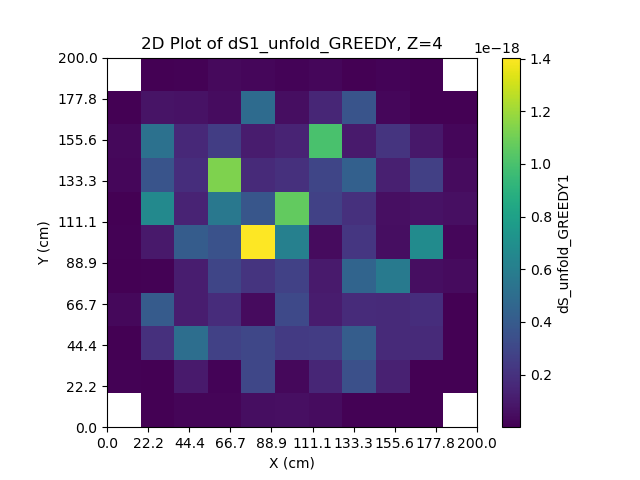 2D Plot of dS1_unfold_GREEDY, Z=4
1e−18
200.0
177.8
155.6
133.3
111.1
88.9
66.7
44.4
22.2
0.0
Y (cm)
0.0 22.2 44.4 66.7 88.9 111.1 133.3 155.6 177.8 200.0
X (cm)
1.4
1.2
1.0
0.8
0.6
0.4
0.2
dS_unfold_GREEDY1